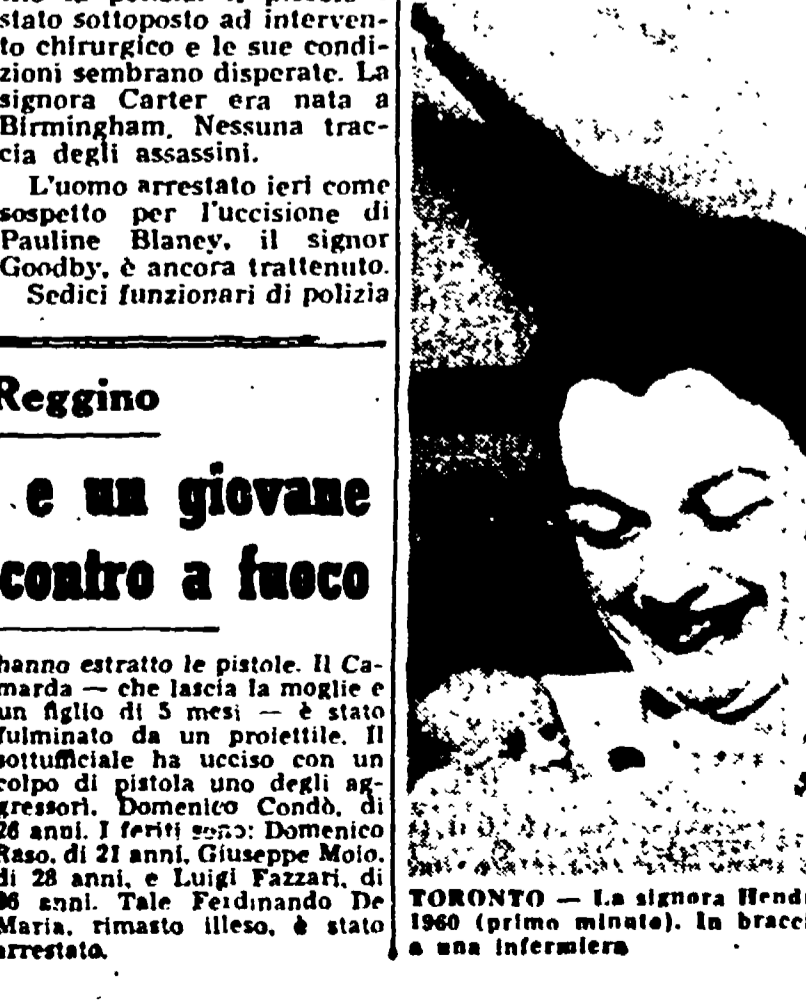 stato sottoposto ad interven-
to chirurgico e le sue condi-
zioni sembrano disperate. La
signora Carter era nata a
Birmingham. Nessuna trac-
cia degli assassini.
L'uomo arrestato ieri come
sospetto per l'uccisione di
Pauline Blaney, il signor
Goodby, è ancora trattenuto.
Sedici funzionari di polizia
Reggino
e un giovane
contro a fuoco
hanno estratto le pistole. Il Ca-
marda — che lascia la moglie e
un figlio di 5 mesi — è stato
fulminato da un proiettile. Il
sottufficiale ha ucciso con un
colpo di pistola uno degli ag-
gressori, Domenico Condò, di
26 anni. I feriti sono: Domenico
Raso, di 21 anni, Giuseppe Moio,
di 28 anni, e Luigi Fazzari, di
36 anni. Tale Ferdinando De
Maria, rimasto illeso, è stato
arrestato.
TORONTO — La signora Hend
1960 (primo minuto). In bracci
a una infermiera